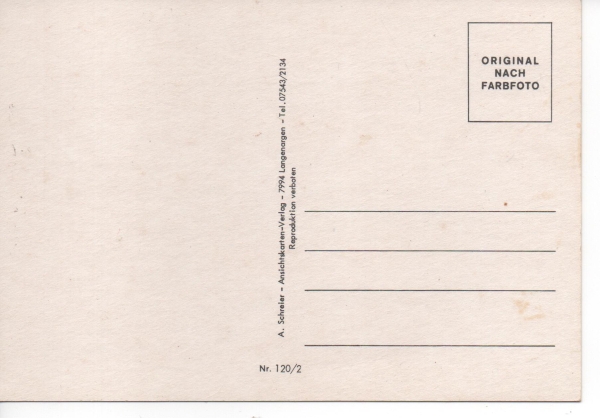 ORIGINAL
NACH
FARBFOTO
A. Schreier – Ansichtskarten-Verlag – 7994 Langenargen – Tel. 07543/2134
Reproduktion verboten
Nr. 120/2